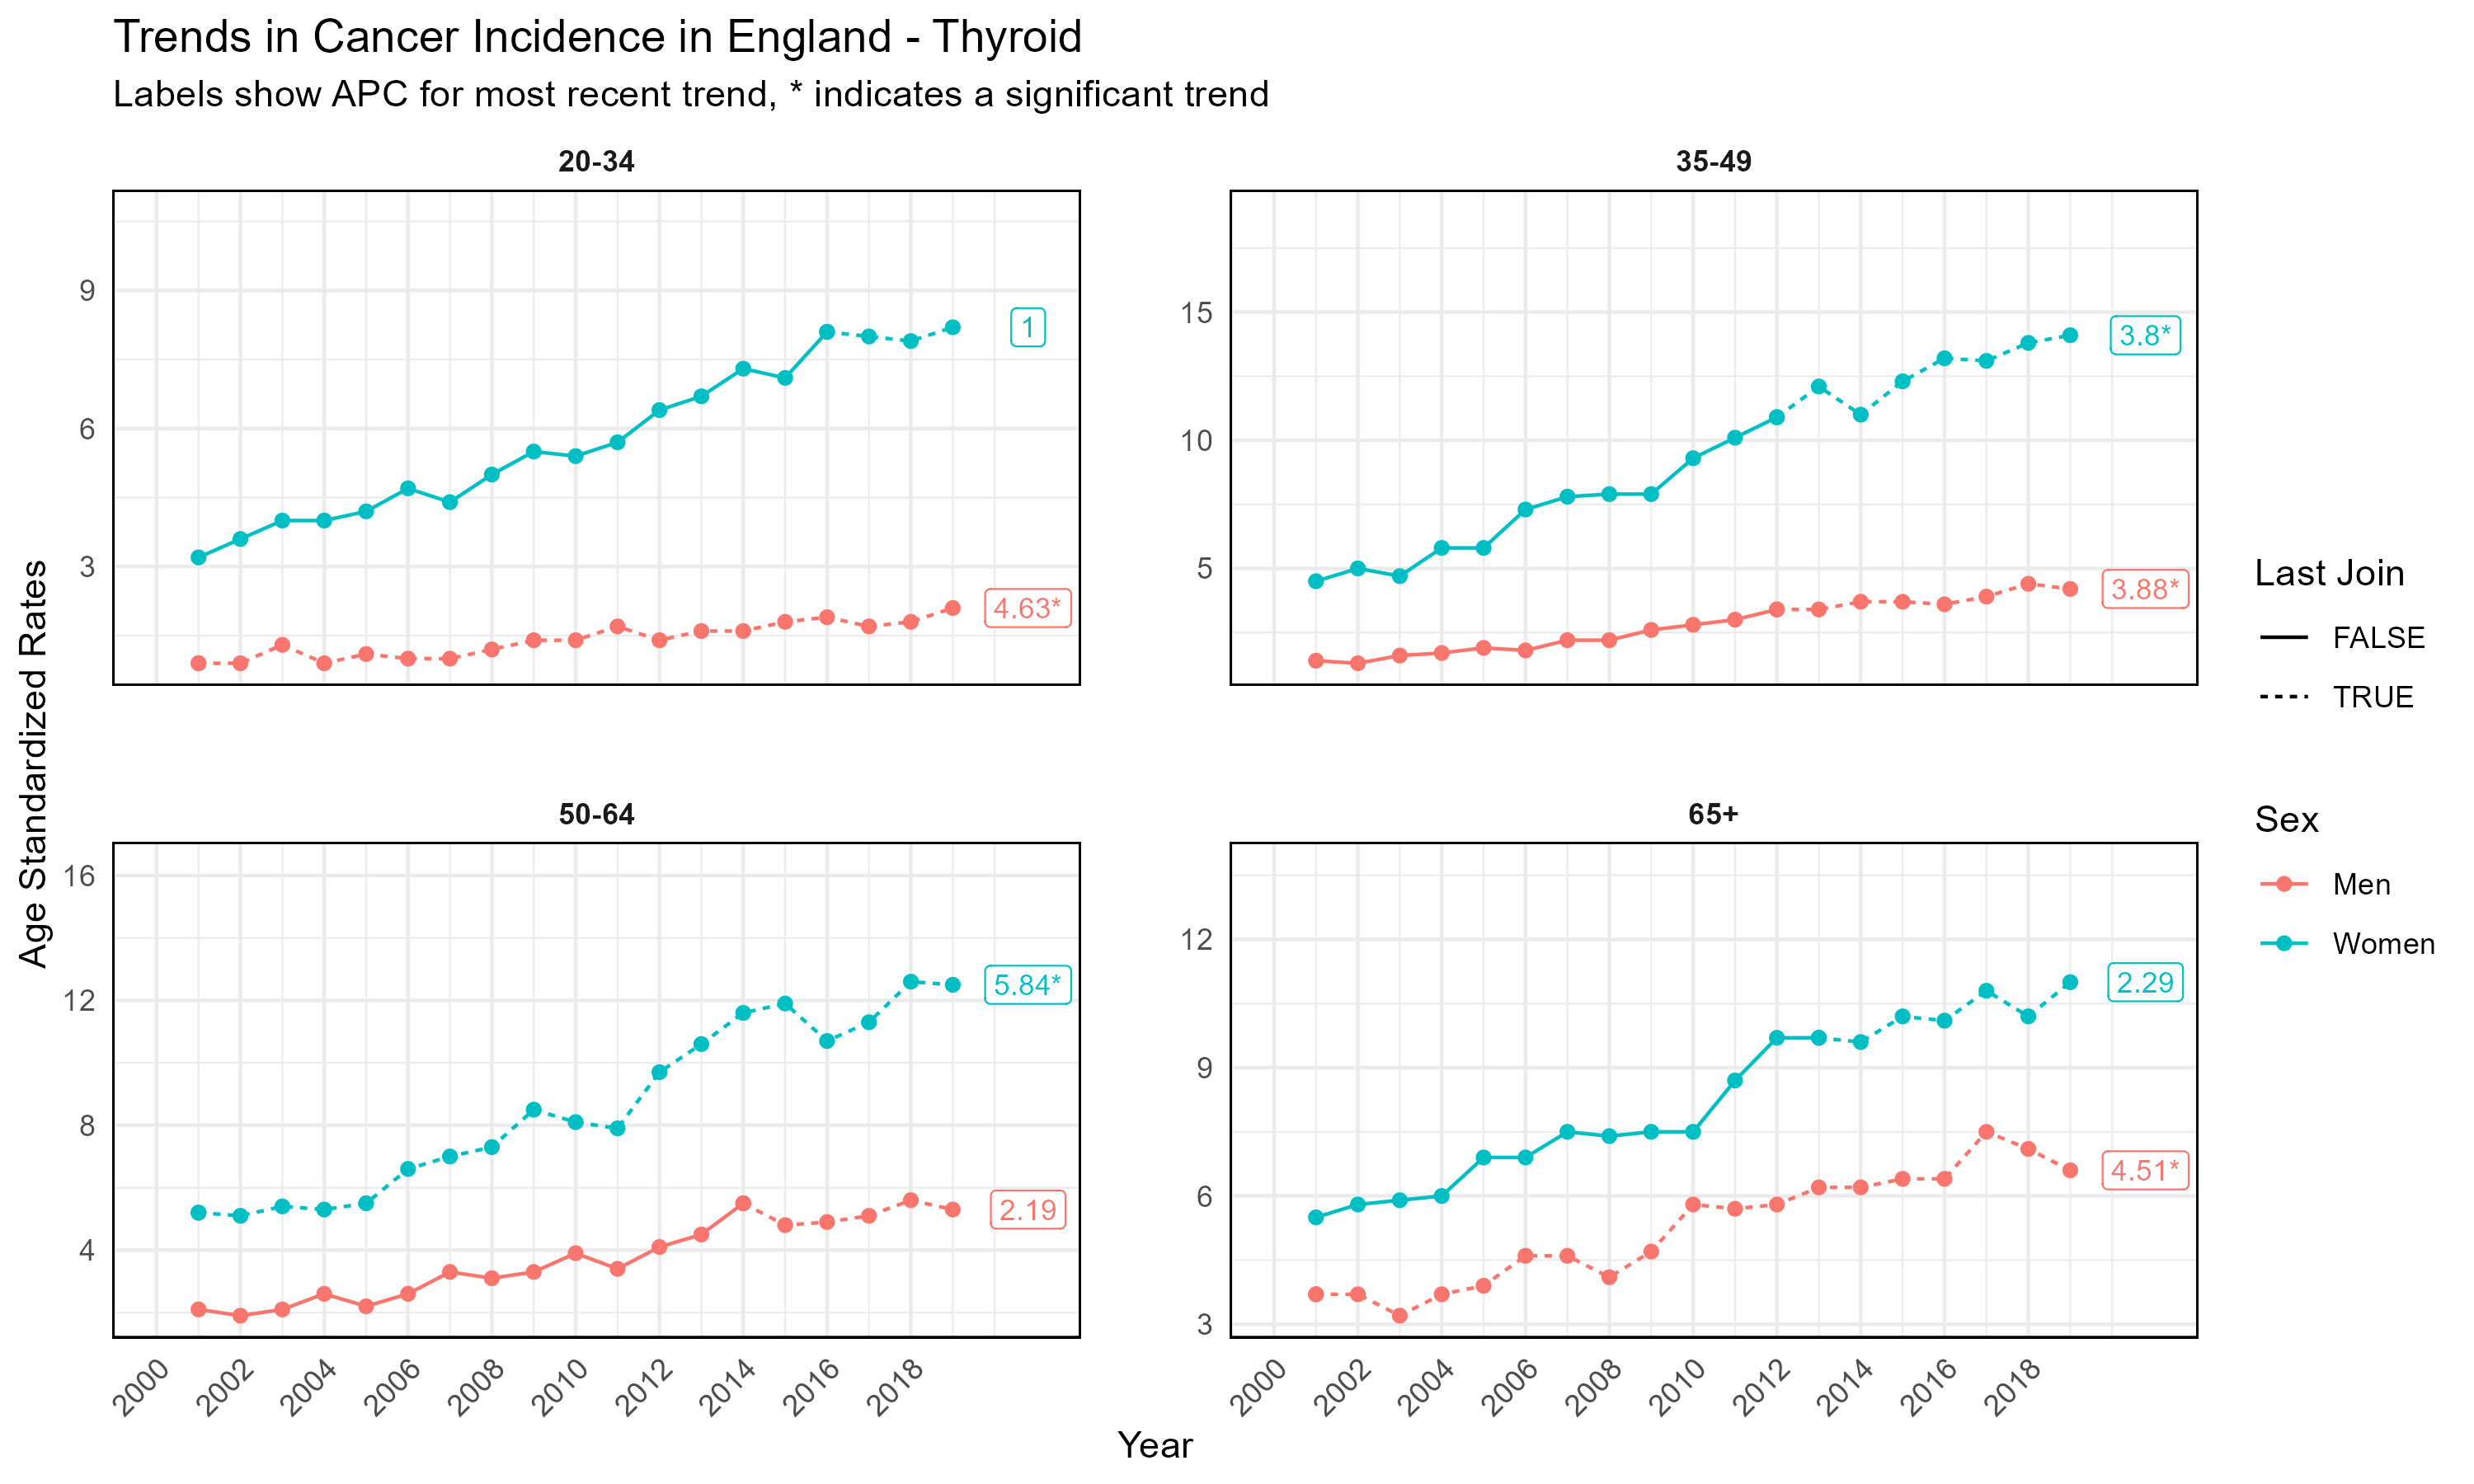 Trends in Cancer Incidence in England - Thyroid
Labels show APC for most recent trend, * indicates a significant trend
20-34
9
6
3
1
4.63*
35-49
15
10
5
3.8*
3.88*
Age Standardized Rates
50-64
16
12
8
4
5.84*
2.19
2000 2002 2004 2006 2008 2010 2012 2014 2016 2018
65+
12
9
6
3
2.29
4.51*
2000 2002 2004 2006 2008 2010 2012 2014 2016 2018
Year
Last Join
FALSE
TRUE
Sex
Men
Women